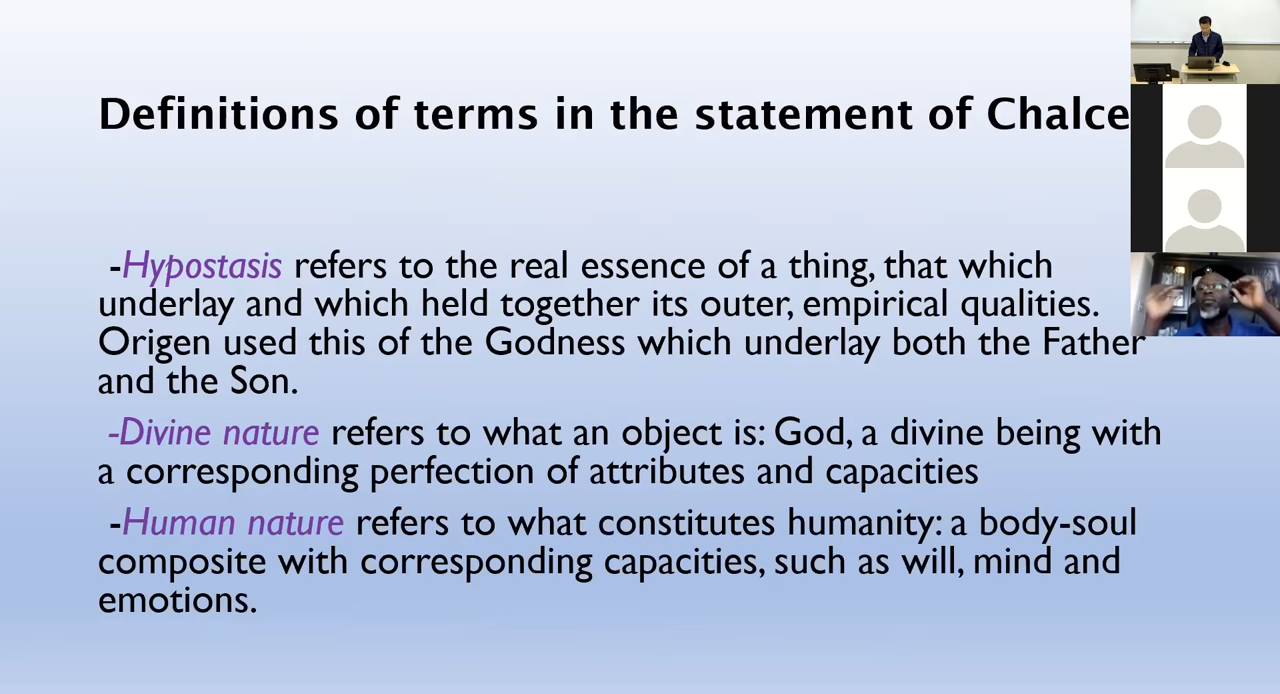 Definitions of terms in the statement of Chalce
-Hypostasis refers to the real essence of a thing, that which
underlay and which held together its outer, empirical qualities.
Origen used this of the Godness which underlay both the Father
and the Son.
-Divine nature refers to what an object is: God, a divine being with
a corresponding perfection of attributes and capacities
-Human nature refers to what constitutes humanity: a body-soul
composite with corresponding capacities, such as will, mind and
emotions.